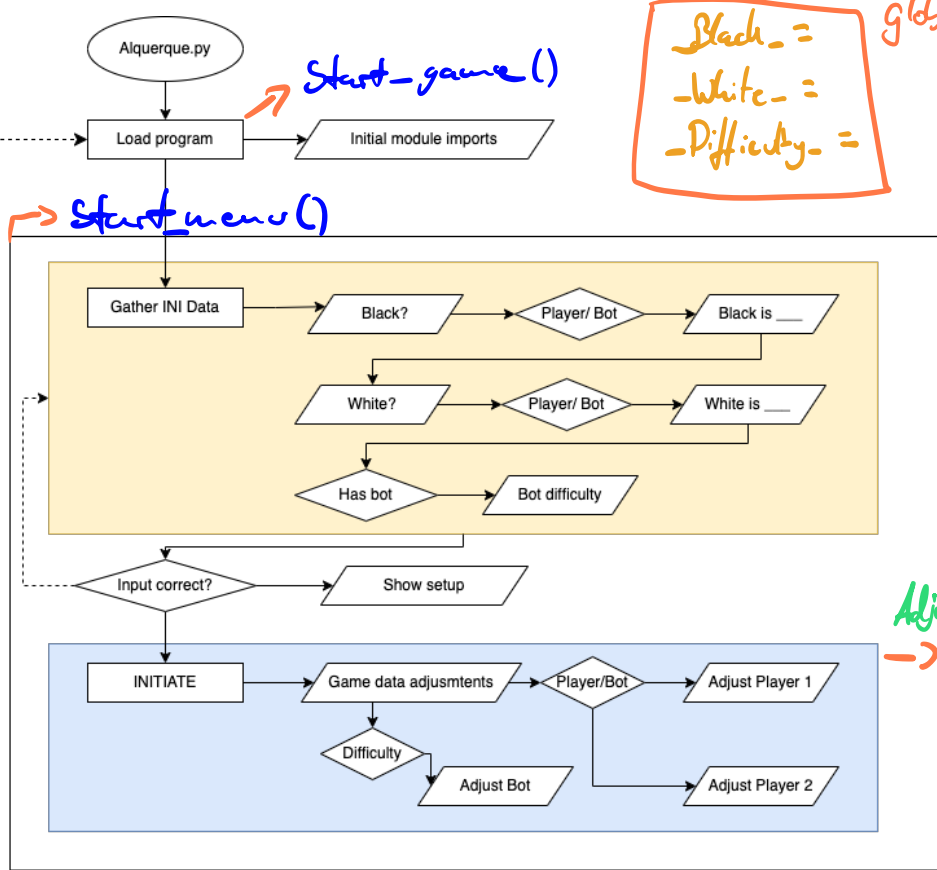 Alquerque.py
Start_game()
Load program
Initial module imports
_Black_ =
_White_ =
_Difficulty_ =
Start_menu()
Gather INI Data
Black?
Player/ Bot
Black is ___
White?
Player/ Bot
White is ___
Has bot
Bot difficulty
Input correct?
Show setup
INITIATE
Game data adjusmtents
Player/Bot
Adjust Player 1
Difficulty
Adjust Bot
Adjust Player 2